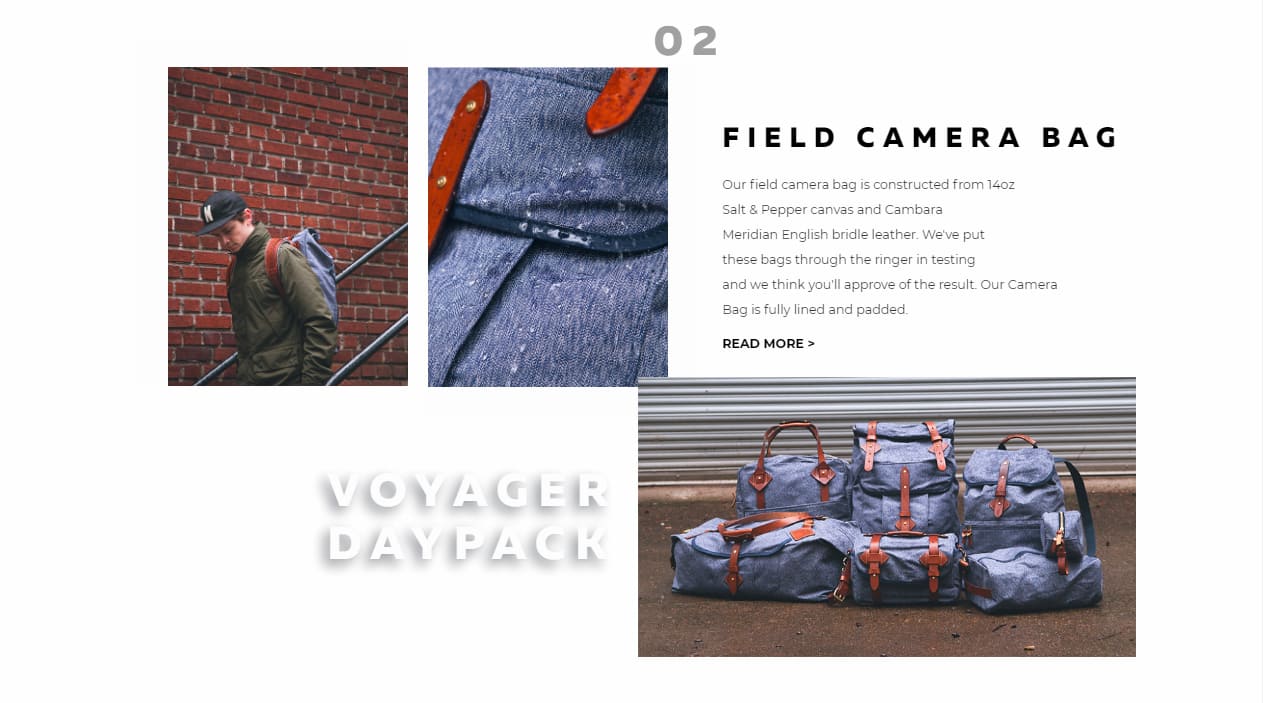 02
FIELD CAMERA BAG
Our field camera bag is constructed from 14oz
Salt & Pepper canvas and Cambara
Meridian English bridle leather. We've put
these bags through the ringer in testing
and we think you'll approve of the result. Our Camera
Bag is fully lined and padded.
READ MORE >
VOYAGER
DAYPACK